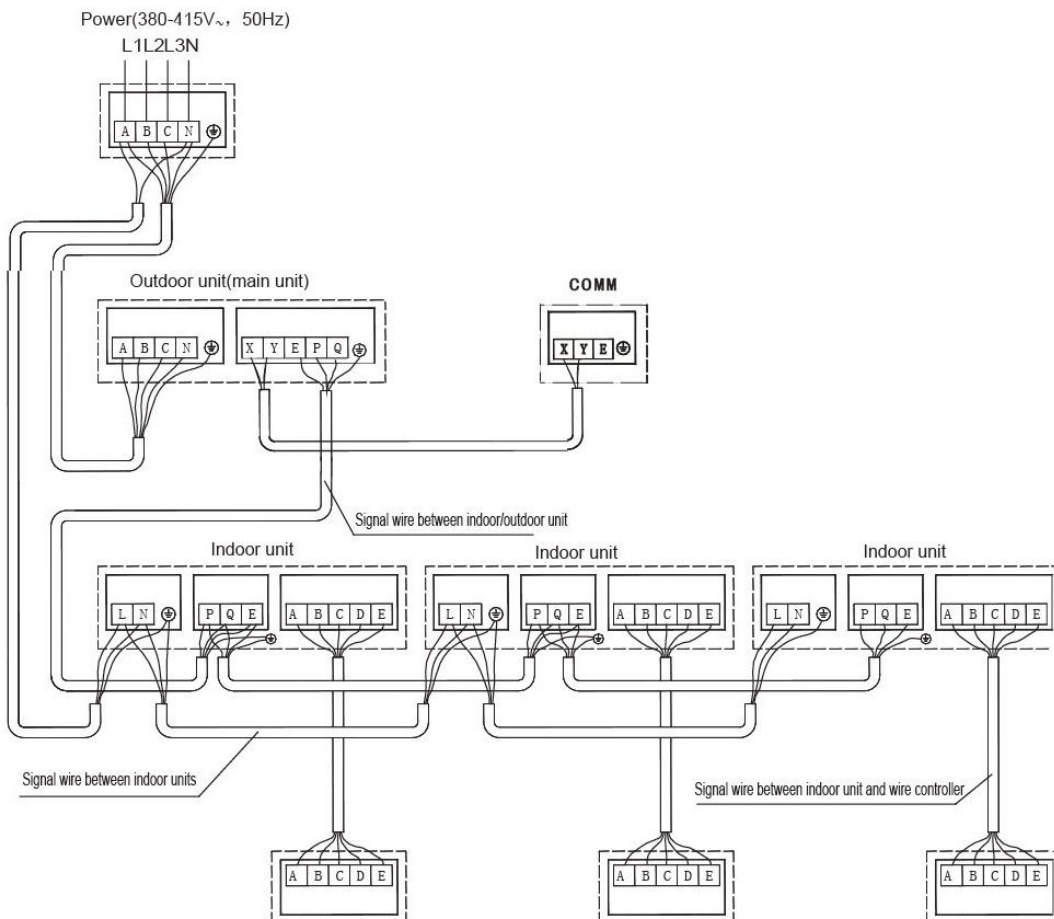 Power(380-415V~, 50Hz)
L1L2L3N
A B C N
Outdoor unit(main unit)
COMM
A B C N
X Y E P Q
X Y E
Signal wire between indoor/outdoor unit
Indoor unit
Indoor unit
Indoor unit
L N
P Q E
A B C D E
L N
P Q E
A B C D E
L N
P Q E
A B C D E
Signal wire between indoor units
Signal wire between indoor unit and wire controller
A B C D E
A B C D E
A B C D E